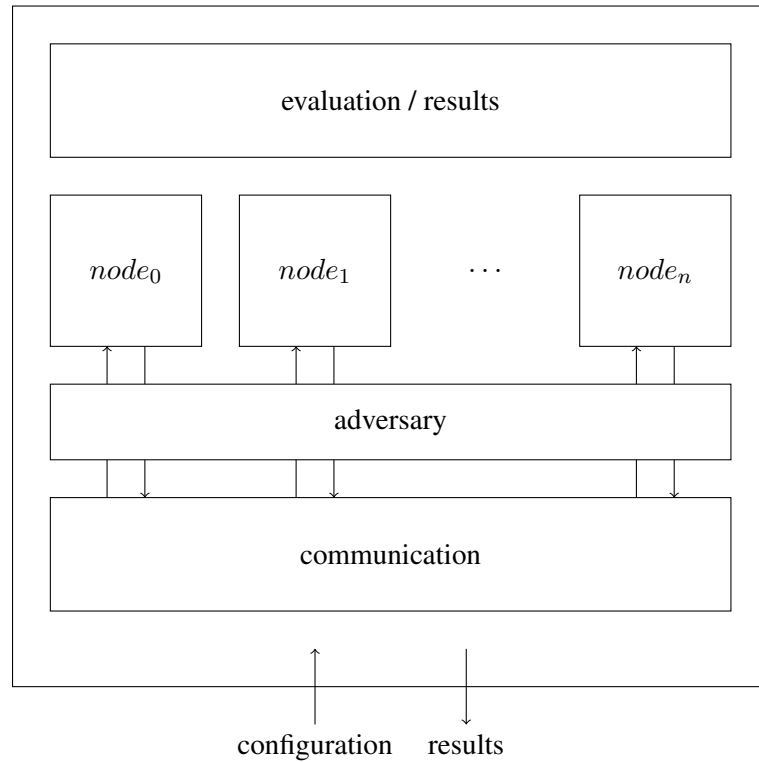 evaluation / results
node₀ node₁ ··· nodeₙ
adversary
communication
configuration results